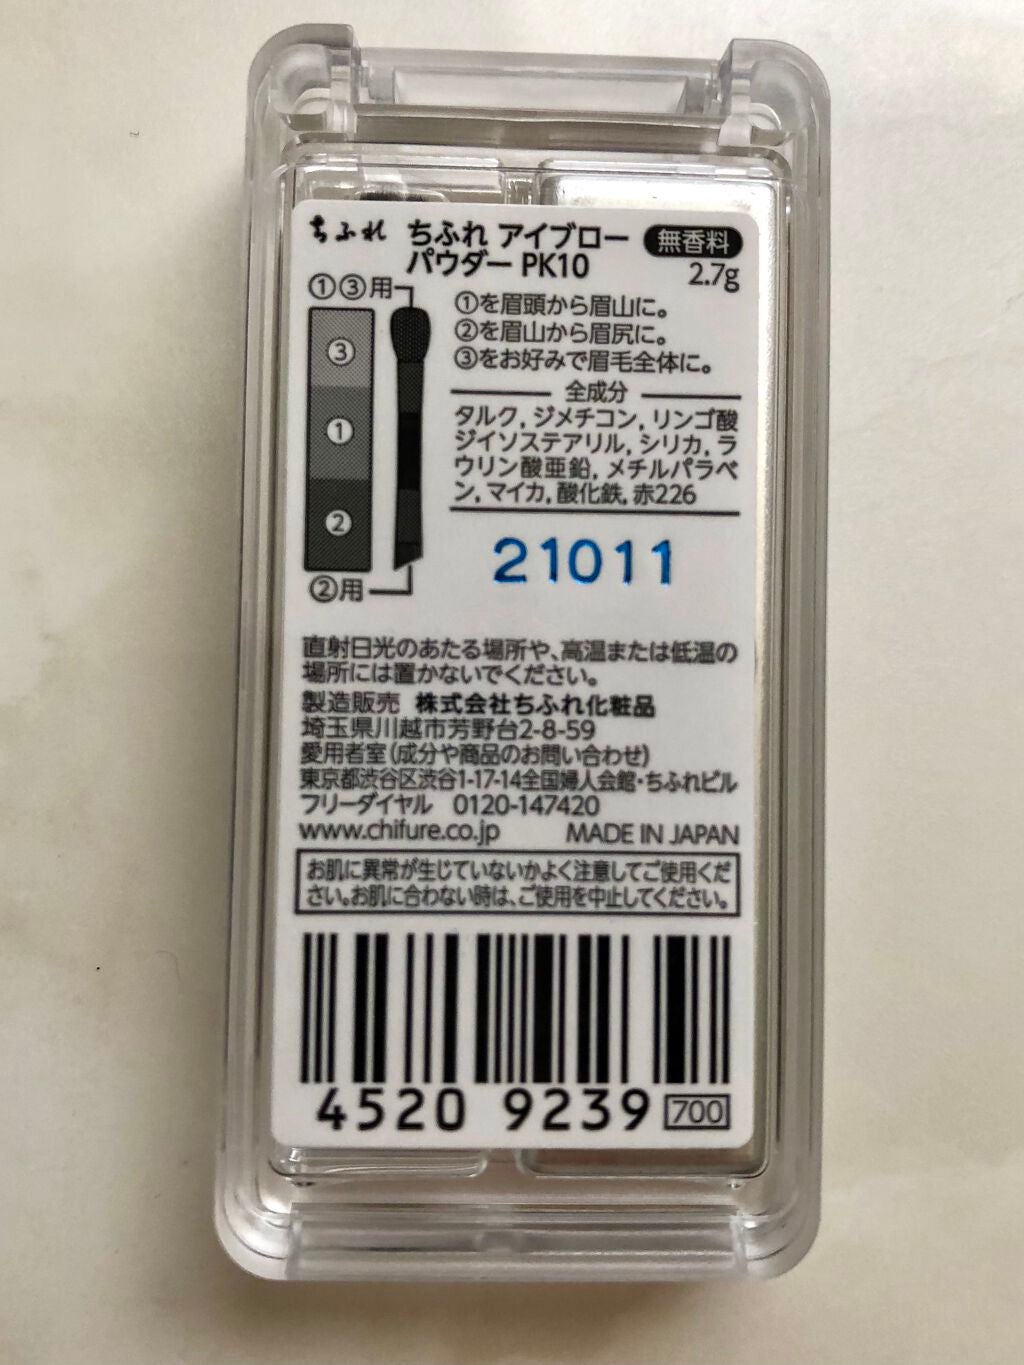 ちふれ ちふれ アイブロー 無香料
パウダー PK10 2.7g
①③用
①を眉頭から眉山に。
②を眉山から眉尻に。
③をお好みで眉毛全体に。
③
①
②
②用
全成分
タルク, ジメチコン, リンゴ酸
ジイソステアリル, シリカ, ラ
ウリン酸亜鉛, メチルパラベ
ン, マイカ, 酸化鉄, 赤226
21011
直射日光のあたる場所や、高温または低温の
場所には置かないでください。
製造販売 株式会社ちふれ化粧品
埼玉県川越市芳野台2-8-59
愛用者室(成分や商品のお問い合わせ)
東京都渋谷区渋谷1-17-14全国婦人会館・ちふれビル
フリーダイヤル 0120-147420
www.chifure.co.jp MADE IN JAPAN
お肌に異常が生じていないかよく注意してご使用くだ
さい。お肌に合わない時は、ご使用を中止してください。
4520 9239 700